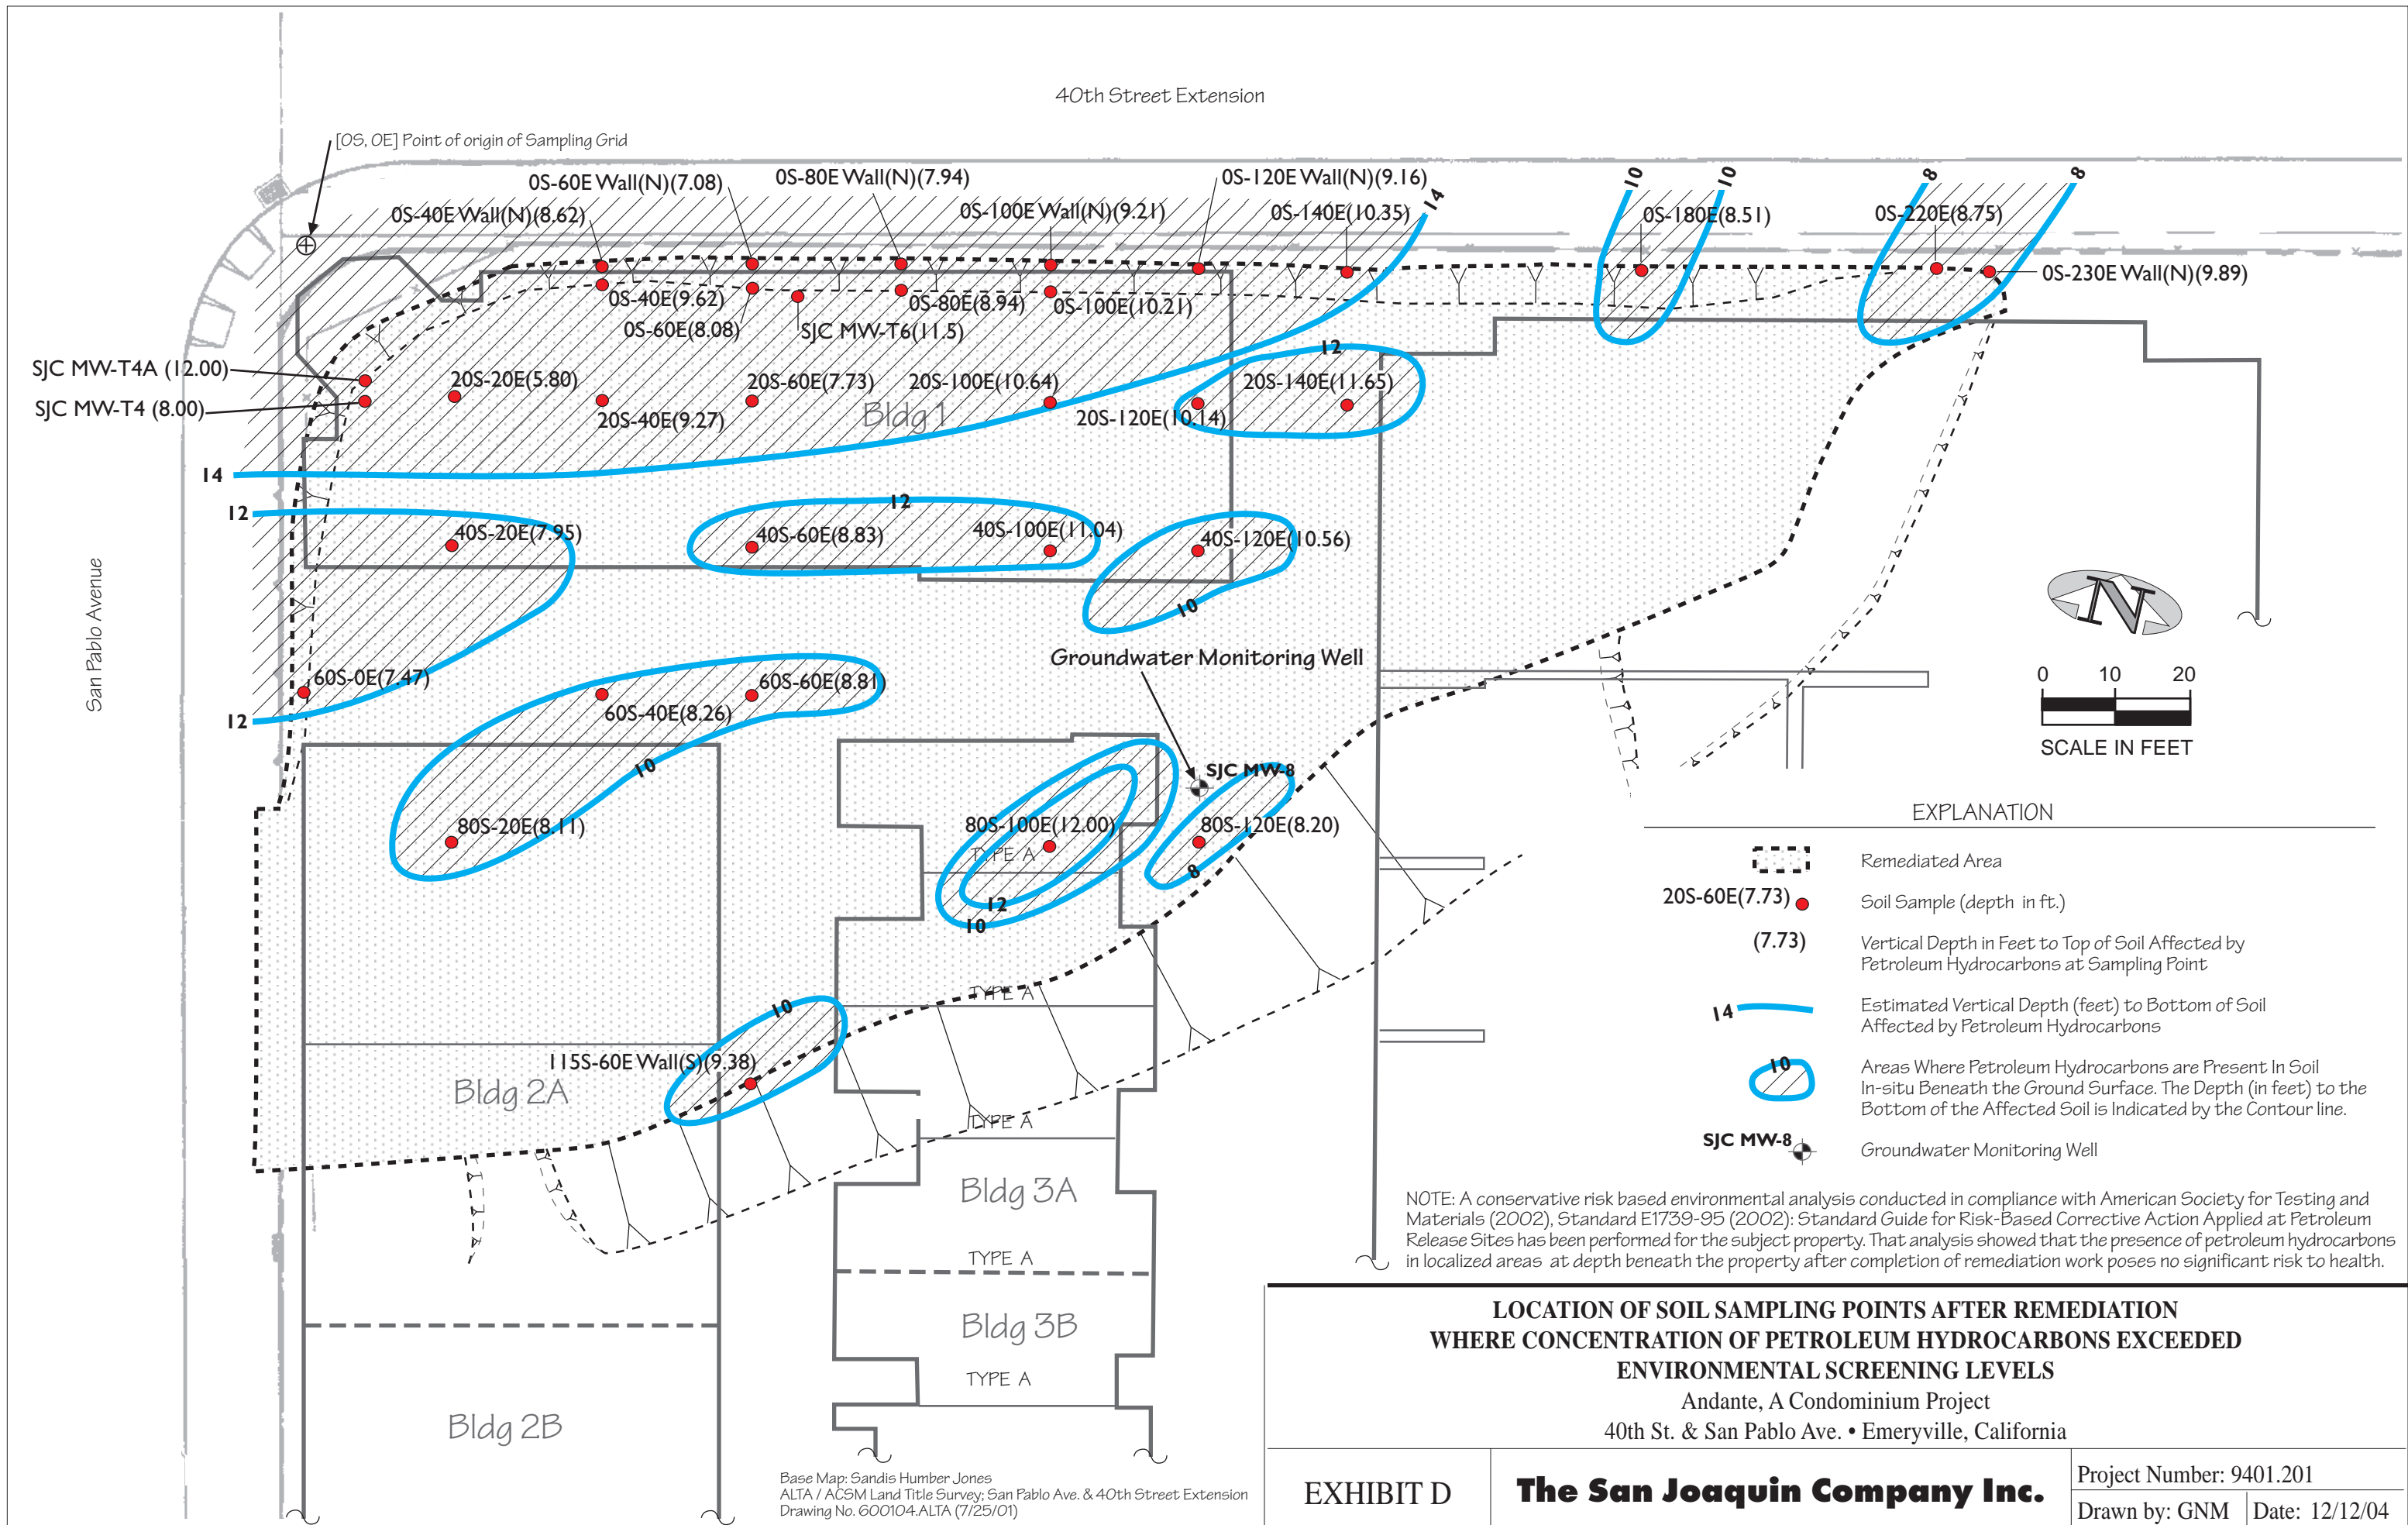 40th Street Extension
[0S, 0E] Point of origin of Sampling Grid
0S-60E Wall(N)(7.08)
0S-80E Wall(N)(7.94)
0S-120E Wall(N)(9.16)
10
10
8
8
0S-40E Wall(N)(8.62)
0S-100E Wall(N)(9.21)
0S-140E(10.35)
14
0S-180E(8.51)
0S-220E(8.75)
0S-230E Wall(N)(9.89)
0S-40E(9.62)
0S-80E(8.94)
0S-100E(10.21)
0S-60E(8.08)
SJC MW-T6(11.5)
12
SJC MW-T4A (12.00)
20S-20E(5.80)
20S-60E(7.73)
20S-100E(10.64)
20S-140E(11.65)
SJC MW-T4 (8.00)
20S-40E(9.27)
Bldg 1
20S-120E(10.14)
14
12
12
40S-20E(7.95)
40S-60E(8.83)
40S-100E(11.04)
40S-120E(10.56)
10
San Pablo Avenue
N
Groundwater Monitoring Well
60S-0E(7.47)
60S-60E(8.81)
60S-40E(8.26)
12
10
0 10 20
SCALE IN FEET
SJC MW-8
80S-20E(8.11)
80S-100E(12.00)
80S-120E(8.20)
TYPE A
8
12
10
TYPE A
10
115S-60E Wall(S)(9.38)
Bldg 2A
TYPE A
Bldg 3A
TYPE A
Bldg 3B
TYPE A
Bldg 2B
EXPLANATION
Remediated Area
20S-60E(7.73)
Soil Sample (depth in ft.)
(7.73)
Vertical Depth in Feet to Top of Soil Affected by
Petroleum Hydrocarbons at Sampling Point
14
Estimated Vertical Depth (feet) to Bottom of Soil
Affected by Petroleum Hydrocarbons
10
Areas Where Petroleum Hydrocarbons are Present In Soil
In-situ Beneath the Ground Surface. The Depth (in feet) to the
Bottom of the Affected Soil is Indicated by the Contour line.
SJC MW-8
Groundwater Monitoring Well
NOTE: A conservative risk based environmental analysis conducted in compliance with American Society for Testing and
Materials (2002), Standard E1739-95 (2002): Standard Guide for Risk-Based Corrective Action Applied at Petroleum
Release Sites has been performed for the subject property. That analysis showed that the presence of petroleum hydrocarbons
in localized areas at depth beneath the property after completion of remediation work poses no significant risk to health.
LOCATION OF SOIL SAMPLING POINTS AFTER REMEDIATION
WHERE CONCENTRATION OF PETROLEUM HYDROCARBONS EXCEEDED
ENVIRONMENTAL SCREENING LEVELS
Andante, A Condominium Project
40th St. & San Pablo Ave. • Emeryville, California
Base Map: Sandis Humber Jones
ALTA / ACSM Land Title Survey; San Pablo Ave. & 40th Street Extension
Drawing No. 600104.ALTA (7/25/01)
EXHIBIT D
The San Joaquin Company Inc.
Project Number: 9401.201
Drawn by: GNM
Date: 12/12/04